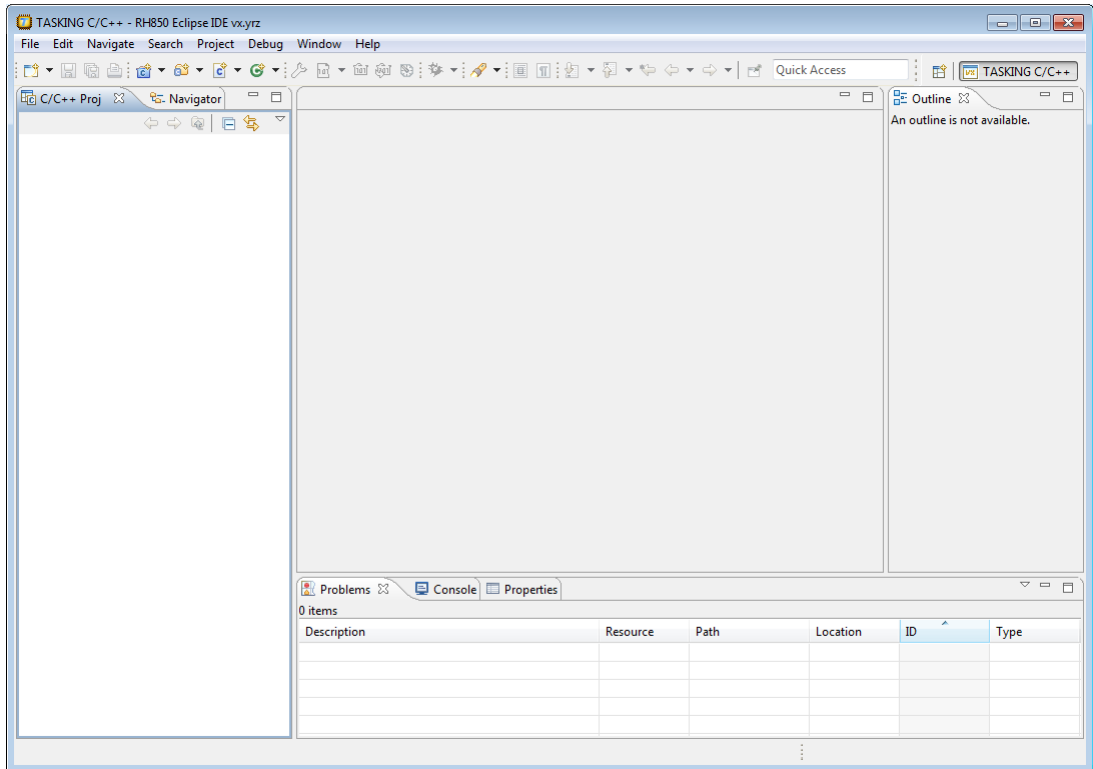 TASKING C/C++ - RH850 Eclipse IDE vx.yrz
File Edit Navigate Search Project Debug Window Help
Quick Access
TASKING C/C++
C/C++ Proj
Navigator
Outline
An outline is not available.
Problems
Console
Properties
0 items
Description Resource Path Location ID Type